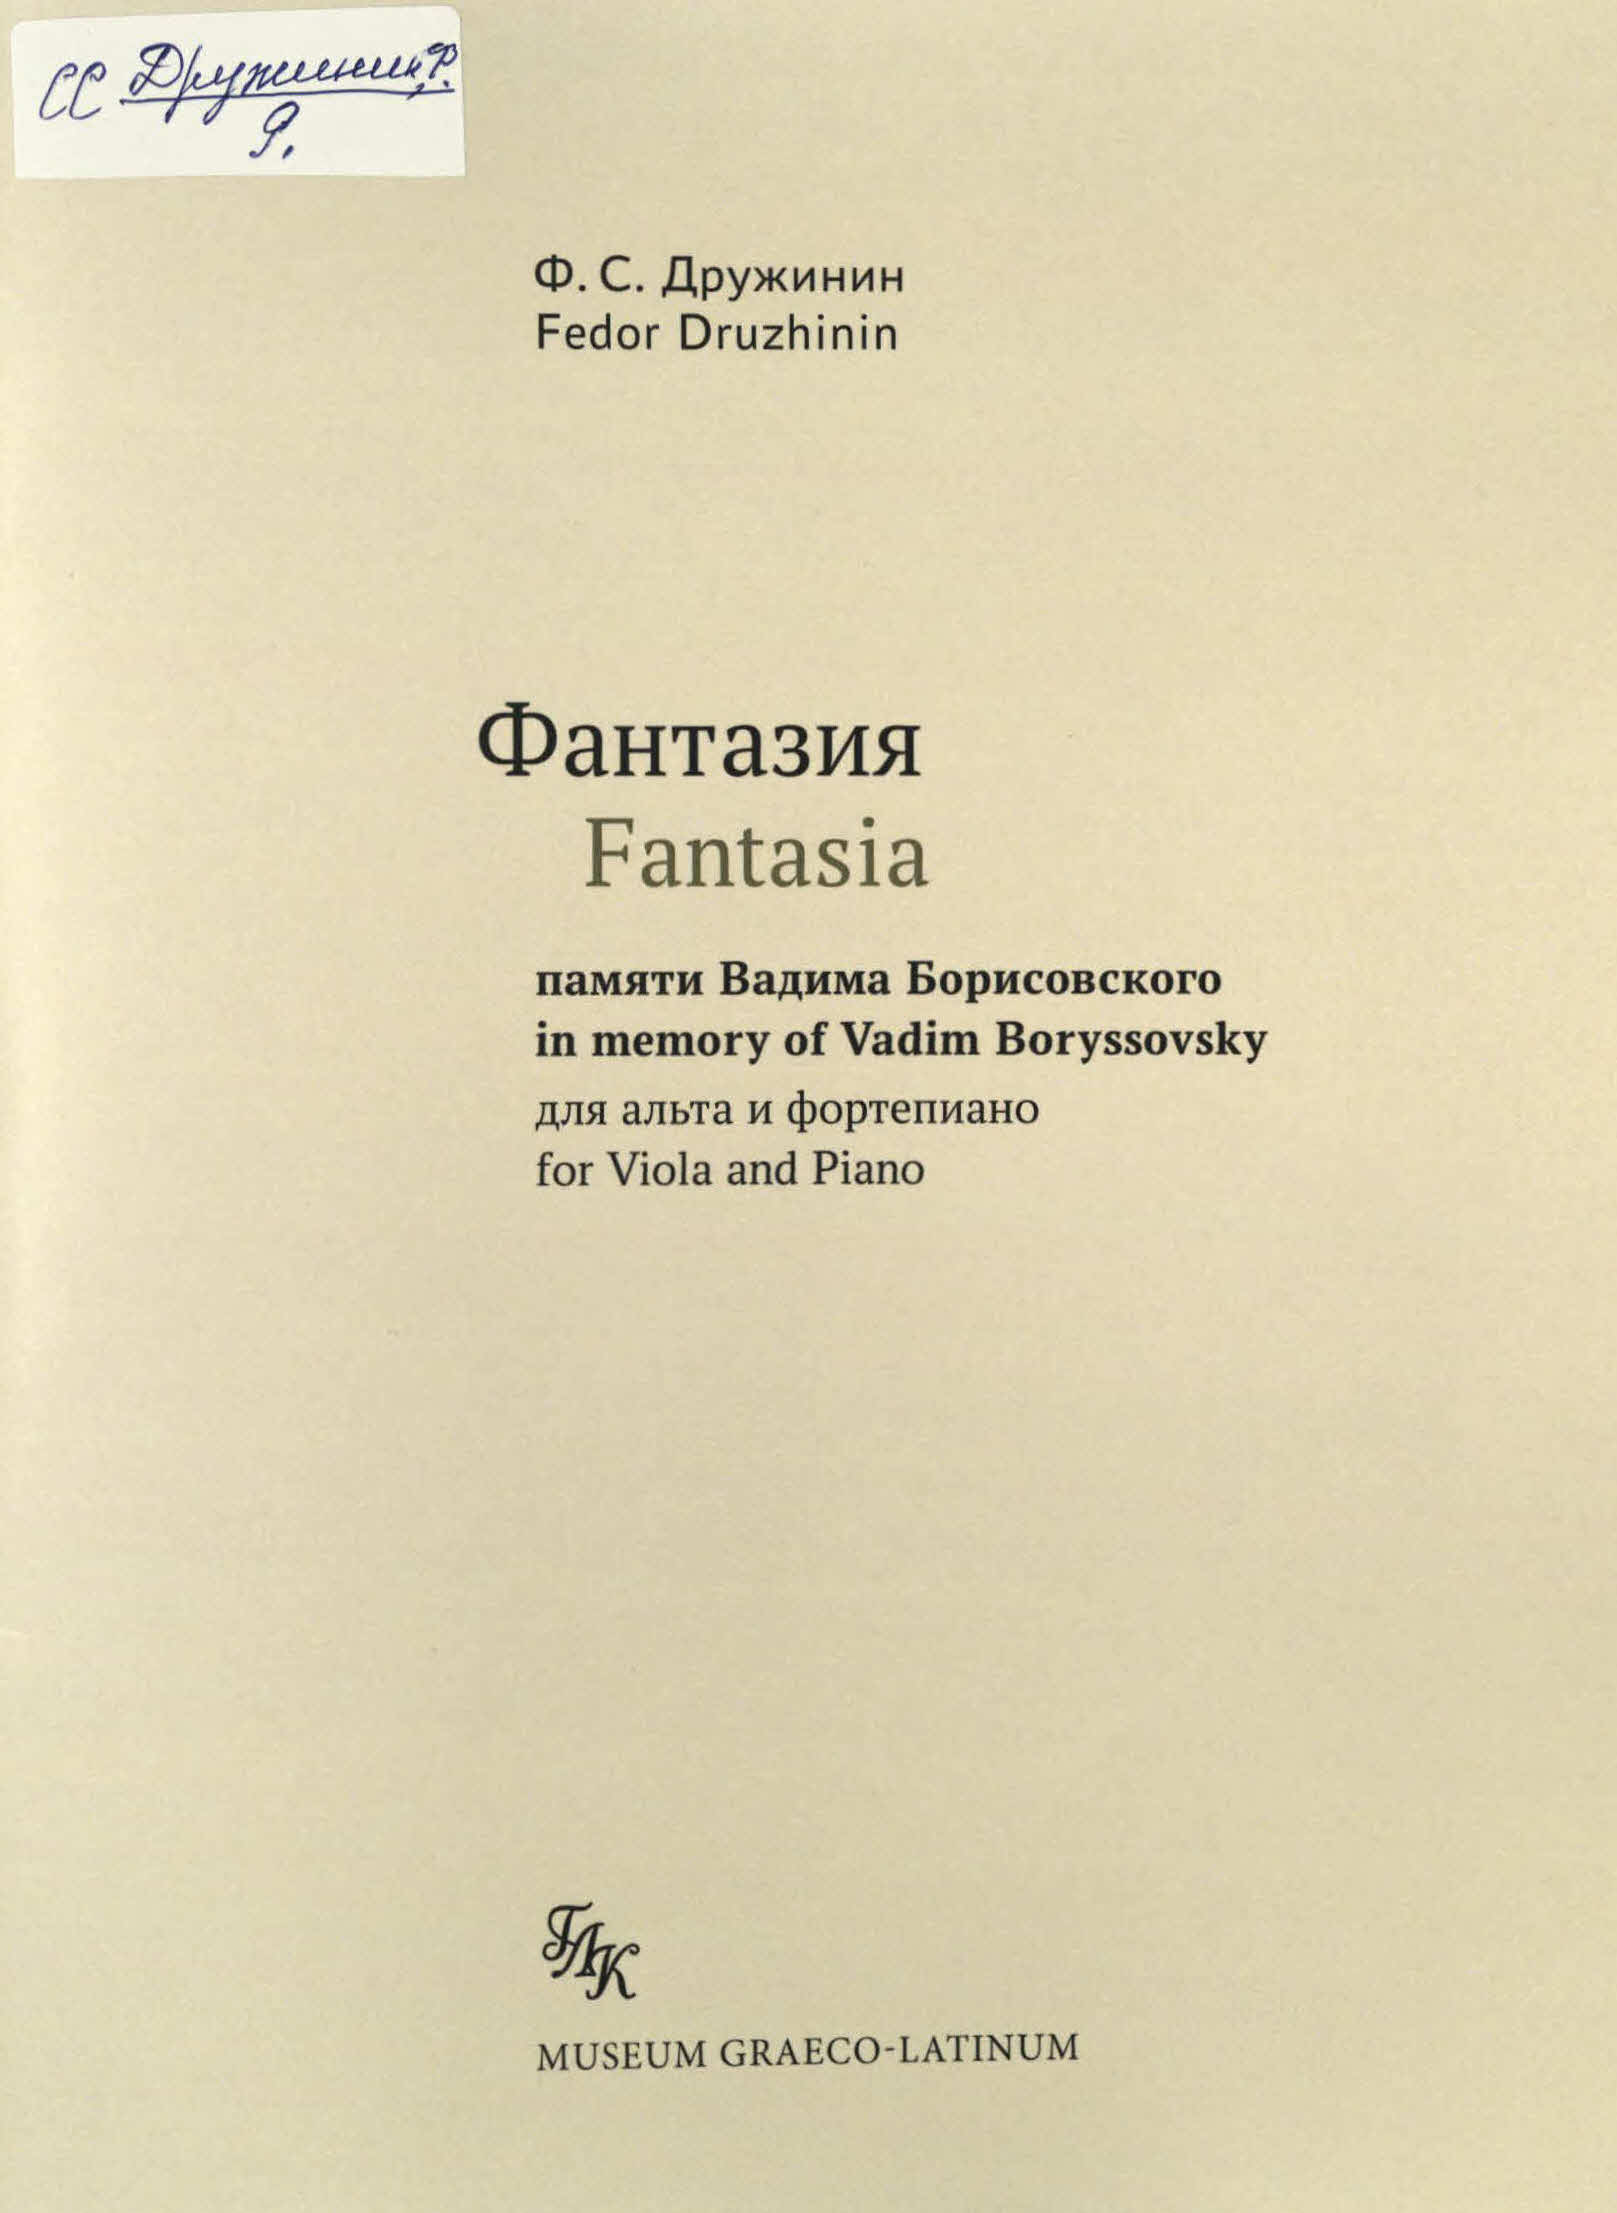 СС Дружинин, Ф.
Ф. С. Дружинин
Fedor Druzhinin
Фантазия
Fantasia
памяти Вадима Борисовского
in memory of Vadim Boryssovsky
для альта и фортепиано
for Viola and Piano
ГЛК
MUSEUM GRAECO-LATINUM